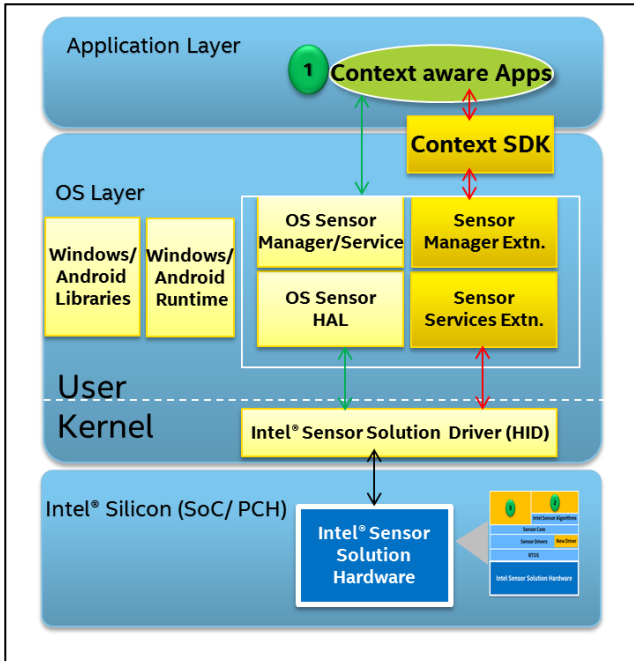 Application Layer
1
Context aware Apps
Context SDK
OS Layer
Windows/
Android
Libraries
Windows/
Android
Runtime
OS Sensor
Manager/Service
Sensor
Manager Extn.
OS Sensor
HAL
Sensor
Services Extn.
User
Kernel
Intel® Sensor Solution Driver (HID)
Intel® Silicon (SoC/ PCH)
Intel® Sensor
Solution
Hardware
3
2
Intel Sensor Algorithms
Sensor Core
Sensor Drivers
New Driver
RTOS
Intel Sensor Solution Hardware